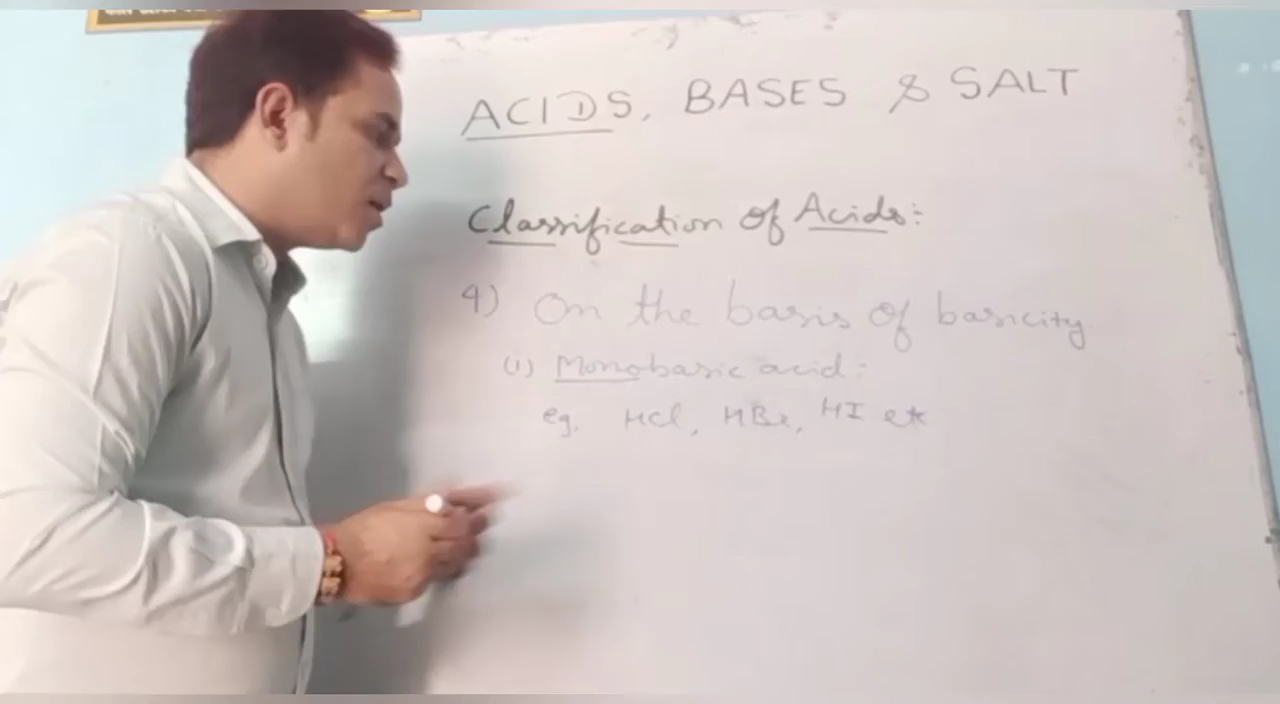 ACIDS, BASES & SALT
Classification of Acids:
4) On the basis of basicity
(1) Monobasic acid:
eg. HCl, HBr, HI etc